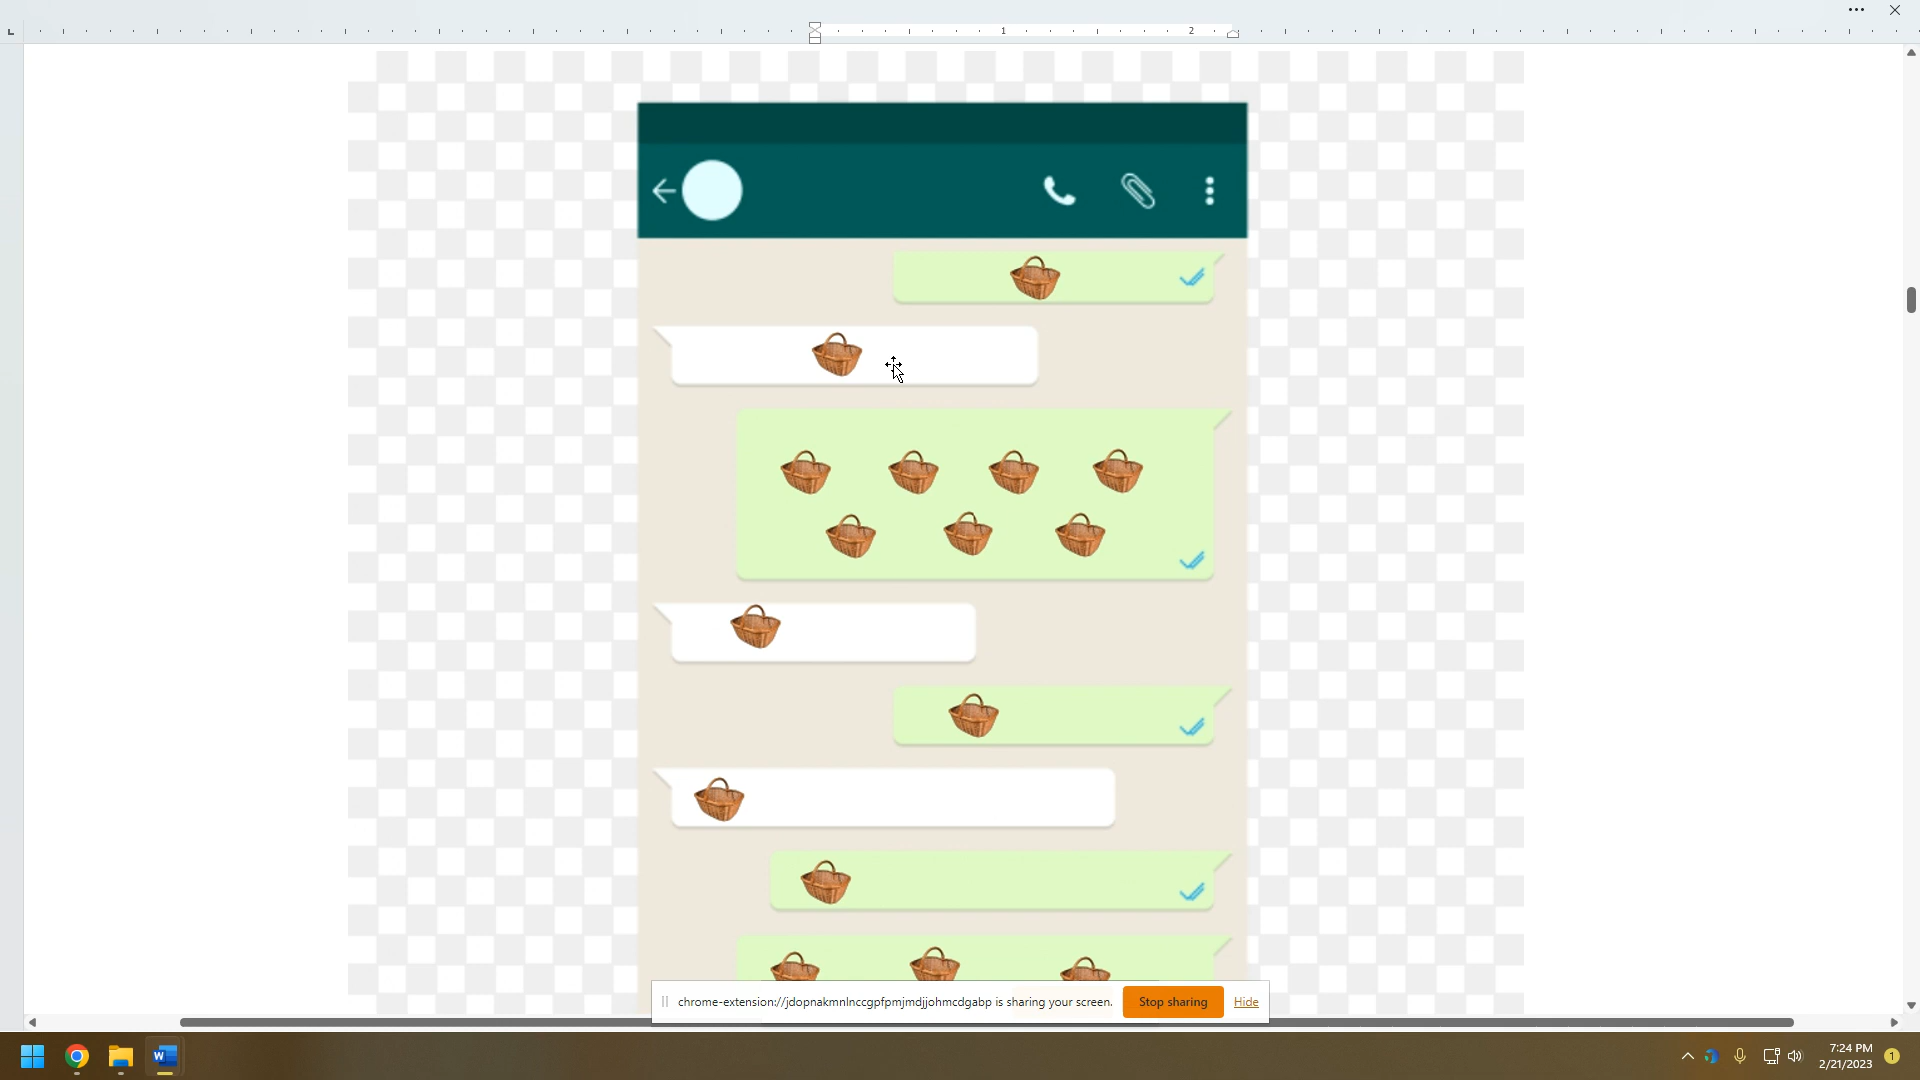 1 2
chrome-extension://jdopnakmnlnccgpfpmjmdjjohmcdgabp is sharing your screen. Stop sharing Hide
W
7:24 PM
2/21/2023
1